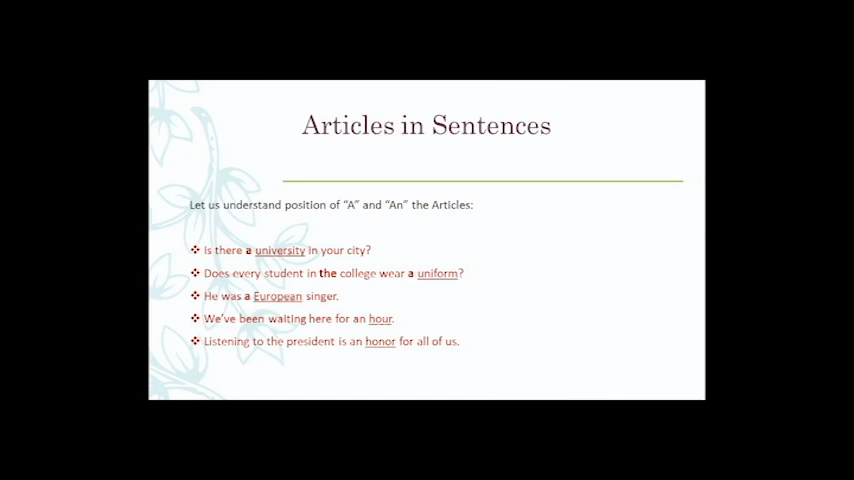 Articles in Sentences
Let us understand position of “A” and “An” the Articles:
❖ Is there a university in your city?
❖ Does every student in the college wear a uniform?
❖ He was a European singer.
❖ We've been waiting here for an hour.
❖ Listening to the president is an honor for all of us.